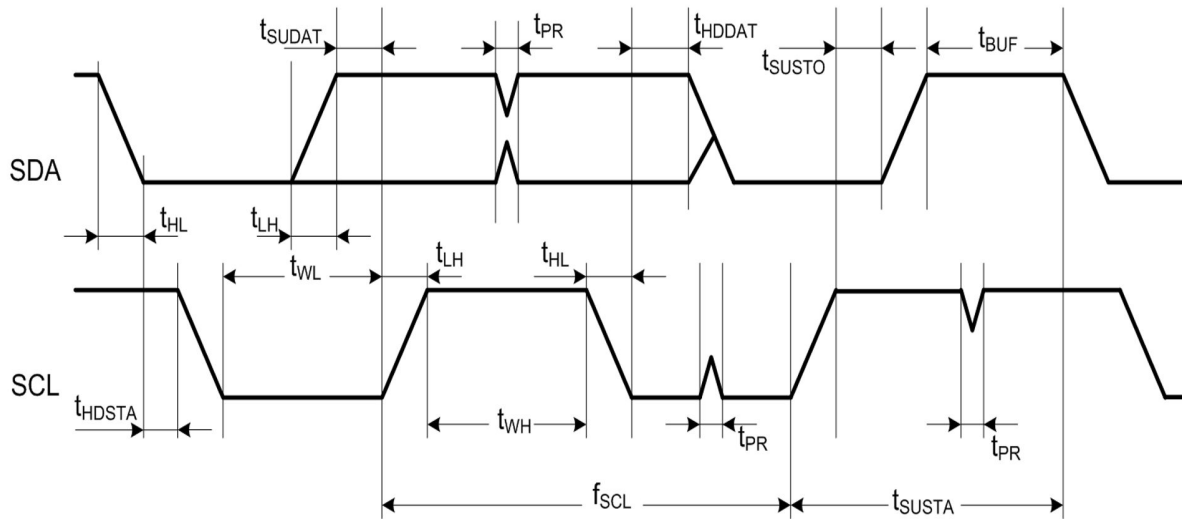 tSUDAT
tPR
tHDDAT
tSUSTO
tBUF
SDA
tHL
tLH
tWL
tLH
tHL
SCL
tHDSTA
tWH
tPR
tPR
fSCL
tSUSTA